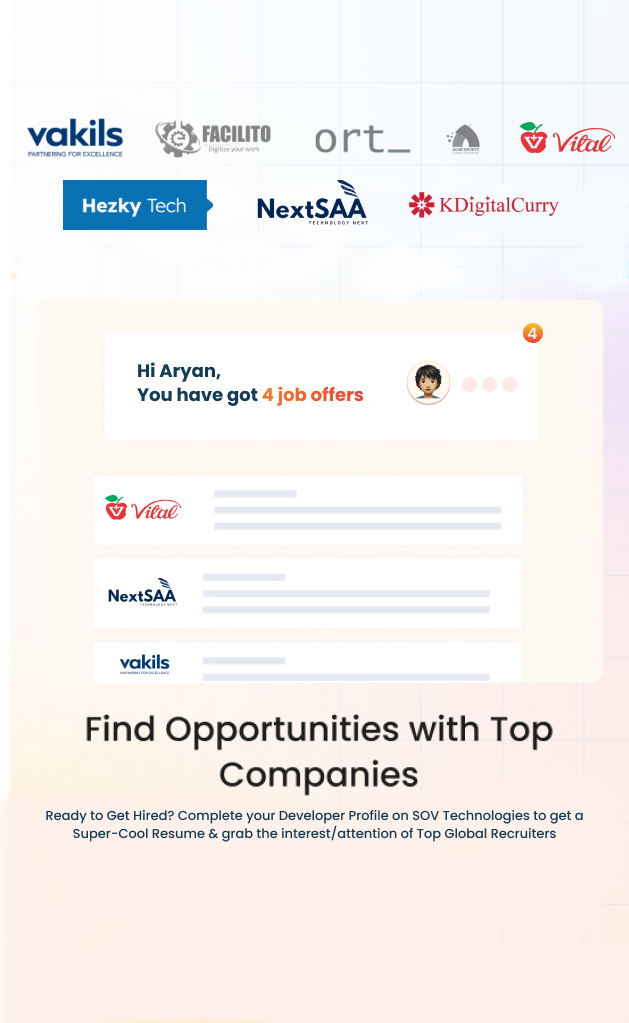 vakils
PARTNERING FOR EXCELLENCE
FACILITO
Digitize your work
ort_
Vital
Hezky Tech
NextSAA
TECHNOLOGY NEXT
KDigitalCurry
4
Hi Aryan,
You have got 4 job offers
Vital
NextSAA
TECHNOLOGY NEXT
vakils
PARTNERING FOR EXCELLENCE
Find Opportunities with Top
Companies
Ready to Get Hired? Complete your Developer Profile on SOV Technologies to get a
Super-Cool Resume & grab the interest/attention of Top Global Recruiters